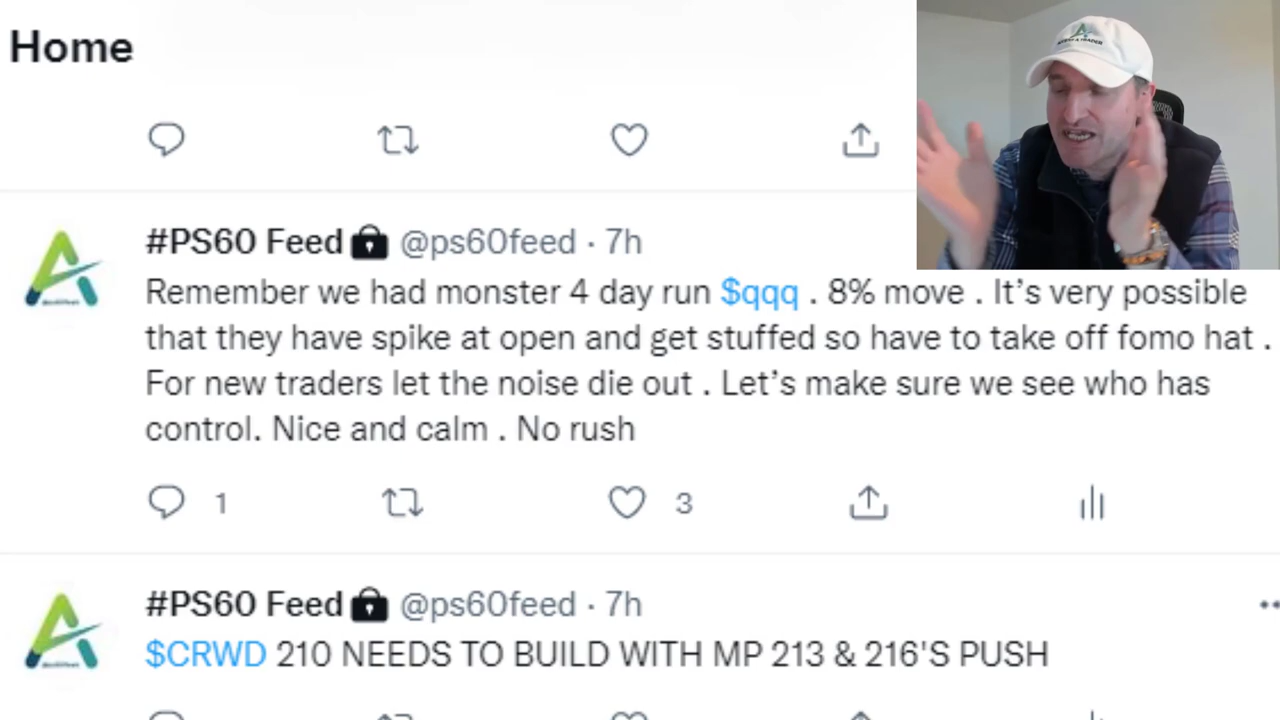 Home
#PS60 Feed @ps60feed · 7h
Remember we had monster 4 day run $qqq . 8% move . It’s very possible
that they have spike at open and get stuffed so have to take off fomo hat .
For new traders let the noise die out . Let’s make sure we see who has
control. Nice and calm . No rush
1 3
#PS60 Feed @ps60feed · 7h
$CRWD 210 NEEDS TO BUILD WITH MP 213 & 216'S PUSH